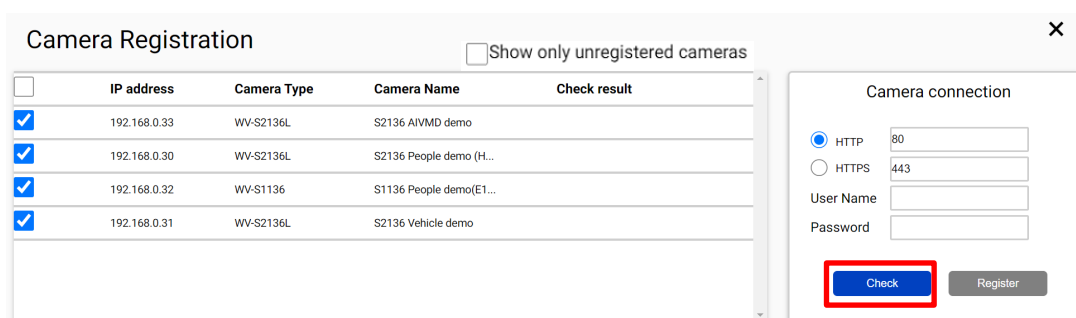 Camera Registration
Show only unregistered cameras
IP address Camera Type Camera Name Check result
192.168.0.33 WV-S2136L S2136 AIVMD demo
192.168.0.30 WV-S2136L S2136 People demo (H...
192.168.0.32 WV-S1136 S1136 People demo(E1...
192.168.0.31 WV-S2136L S2136 Vehicle demo
Camera connection
HTTP 80
HTTPS 443
User Name
Password
Check Register